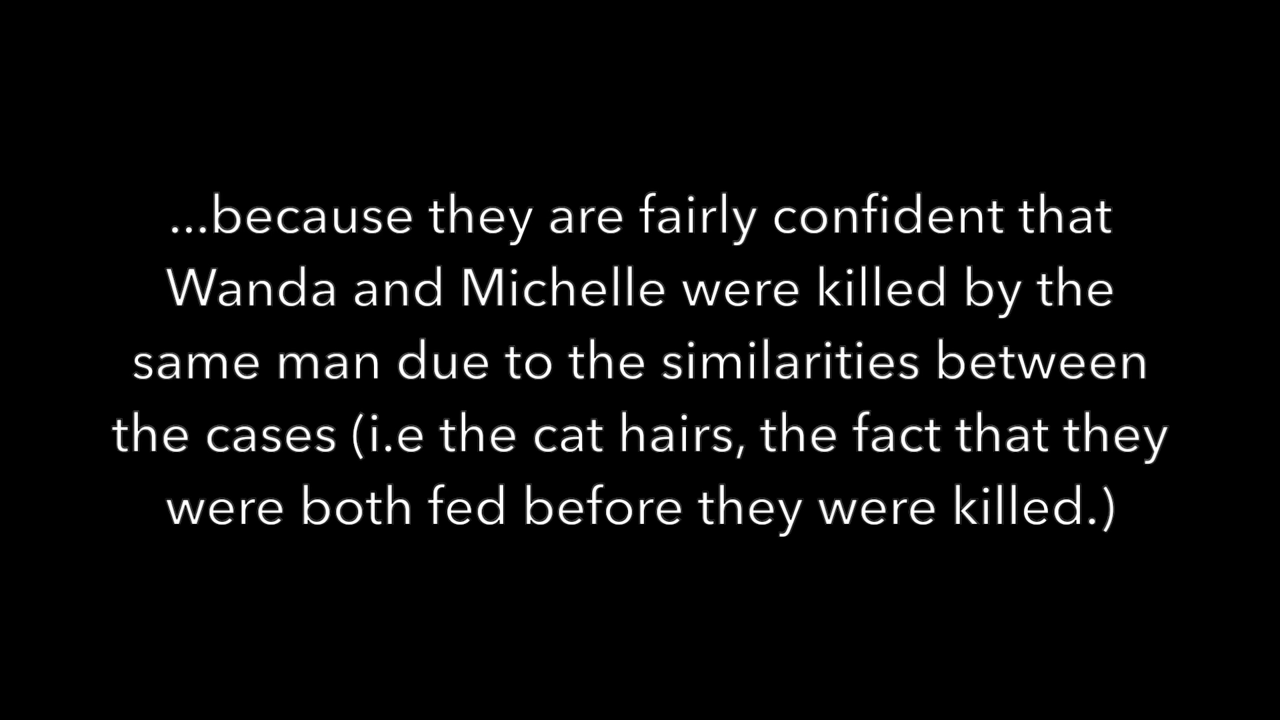 ...because they are fairly confident that
Wanda and Michelle were killed by the
same man due to the similarities between
the cases (i.e the cat hairs, the fact that they
were both fed before they were killed.)